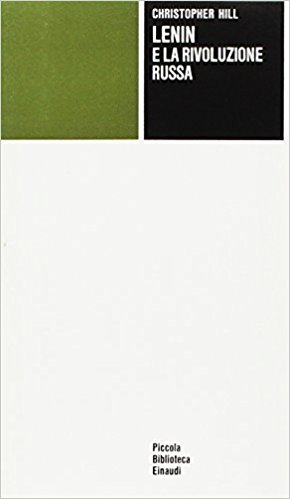 CHRISTOPHER HILL
LENIN
E LA RIVOLUZIONE
RUSSA
Piccola
Biblioteca
Einaudi